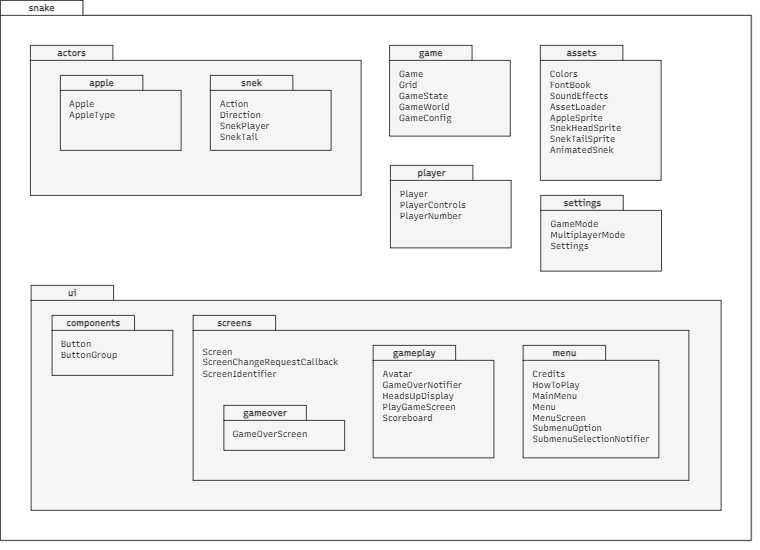 snake
actors
apple
Apple
AppleType
snek
Action
Direction
SnekPlayer
SnekTail
game
Game
Grid
GameState
GameWorld
GameConfig
assets
Colors
FontBook
SoundEffects
AssetLoader
AppleSprite
SnekHeadSprite
SnekTailSprite
AnimatedSnek
player
Player
PlayerControls
PlayerNumber
settings
GameMode
MultiplayerMode
Settings
ui
components
Button
ButtonGroup
screens
Screen
ScreenChangeRequestCallback
ScreenIdentifier
gameover
GameOverScreen
gameplay
Avatar
GameOverNotifier
HeadsUpDisplay
PlayGameScreen
Scoreboard
menu
Credits
HowToPlay
MainMenu
Menu
MenuScreen
SubmenuOption
SubmenuSelectionNotifier